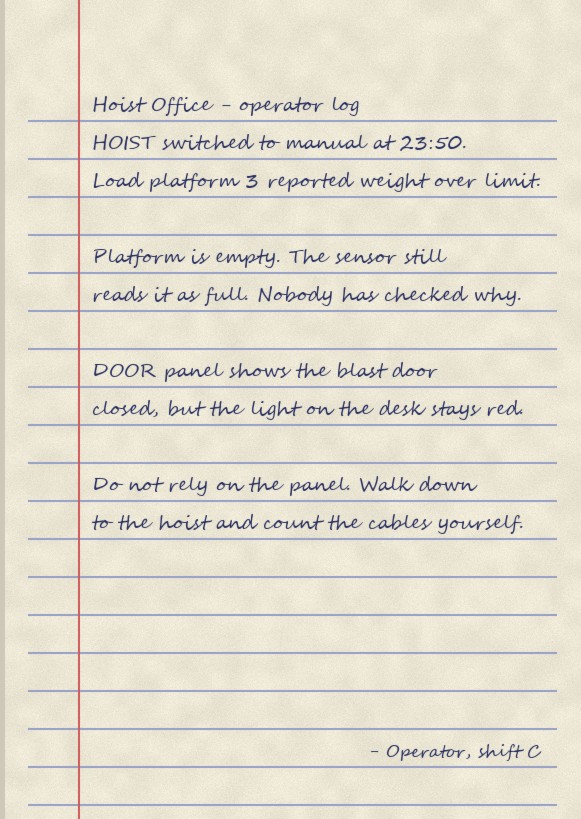 Hoist Office - operator log
HOIST switched to manual at 23:50.
Load platform 3 reported weight over limit.
Platform is empty. The sensor still
reads it as full. Nobody has checked why.
DOOR panel shows the blast door
closed, but the light on the desk stays red.
Do not rely on the panel. Walk down
to the hoist and count the cables yourself.
- Operator, shift C